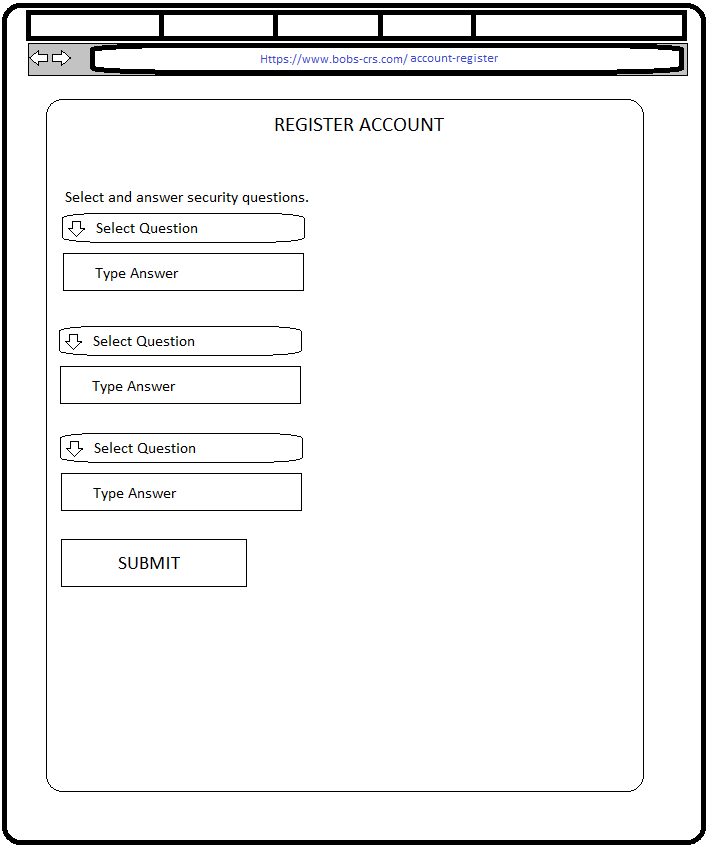 Https://www.bobs-crs.com/ account-register
REGISTER ACCOUNT
Select and answer security questions.
Select Question
Type Answer
Select Question
Type Answer
Select Question
Type Answer
SUBMIT